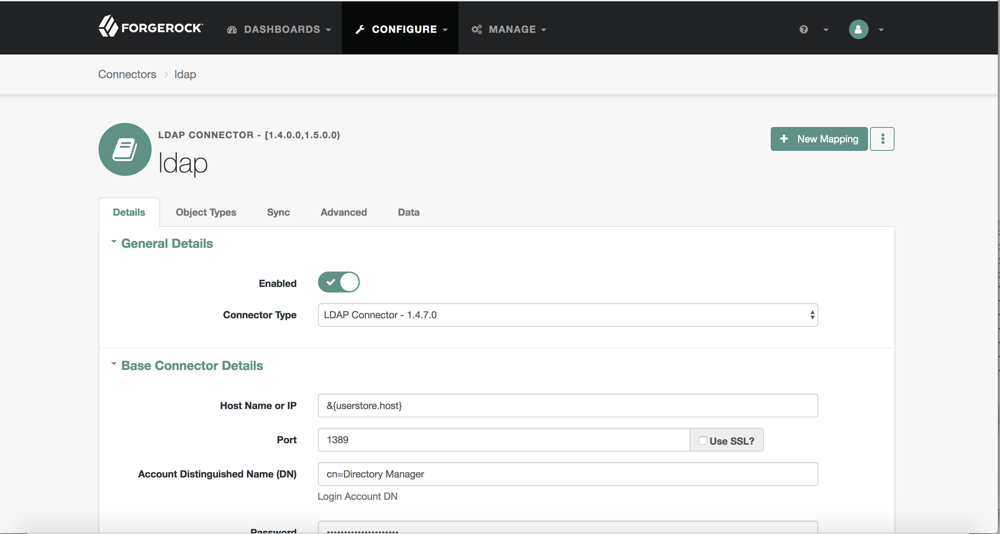 FORGEROCK
DASHBOARDS
CONFIGURE
MANAGE
Connectors > ldap
LDAP CONNECTOR - [1.4.0.0,1.5.0.0)
ldap
+ New Mapping
Details
Object Types
Sync
Advanced
Data
General Details
Enabled
Connector Type
LDAP Connector - 1.4.7.0
Base Connector Details
Host Name or IP
&{userstore.host}
Port
1389
Use SSL?
Account Distinguished Name (DN)
cn=Directory Manager
Login Account DN
Password